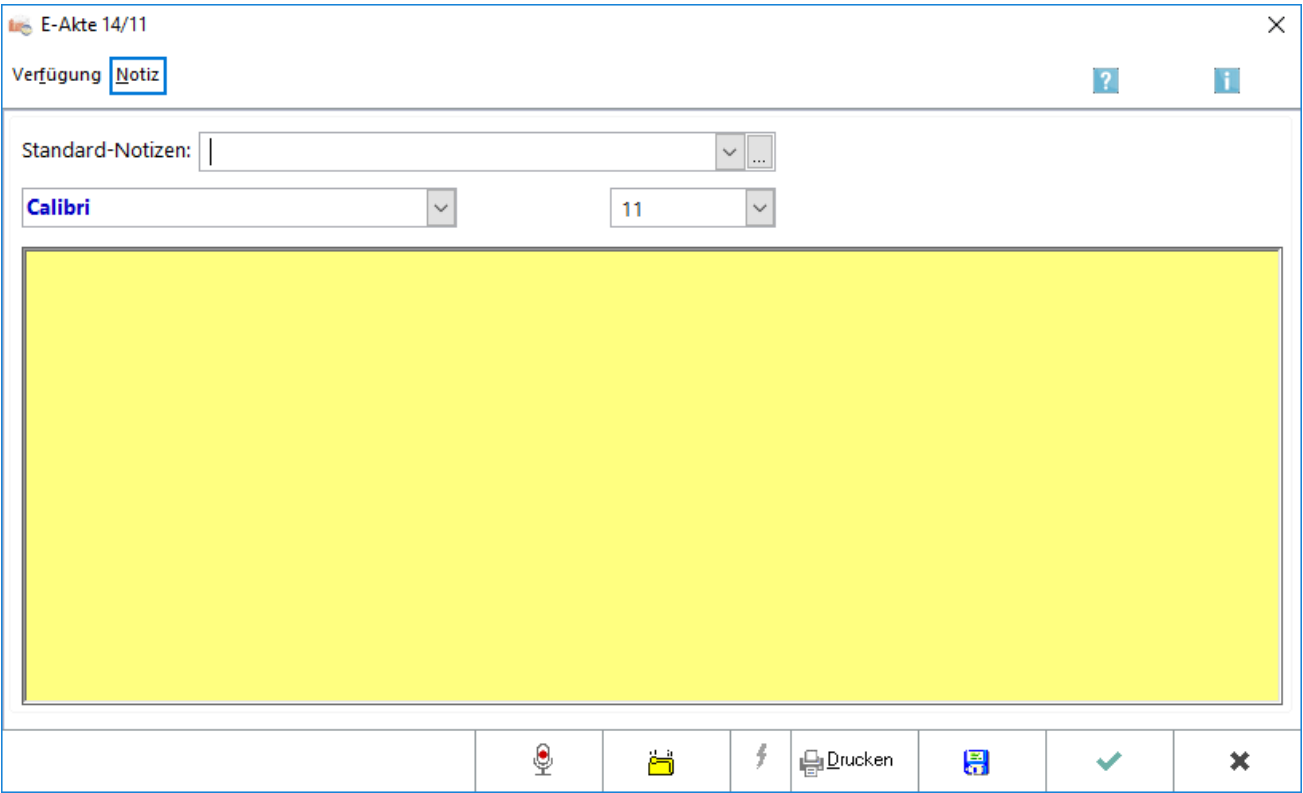 E-Akte 14/11
Verfügung Notiz
? i
Standard-Notizen:
...
Calibri 11
Drucken